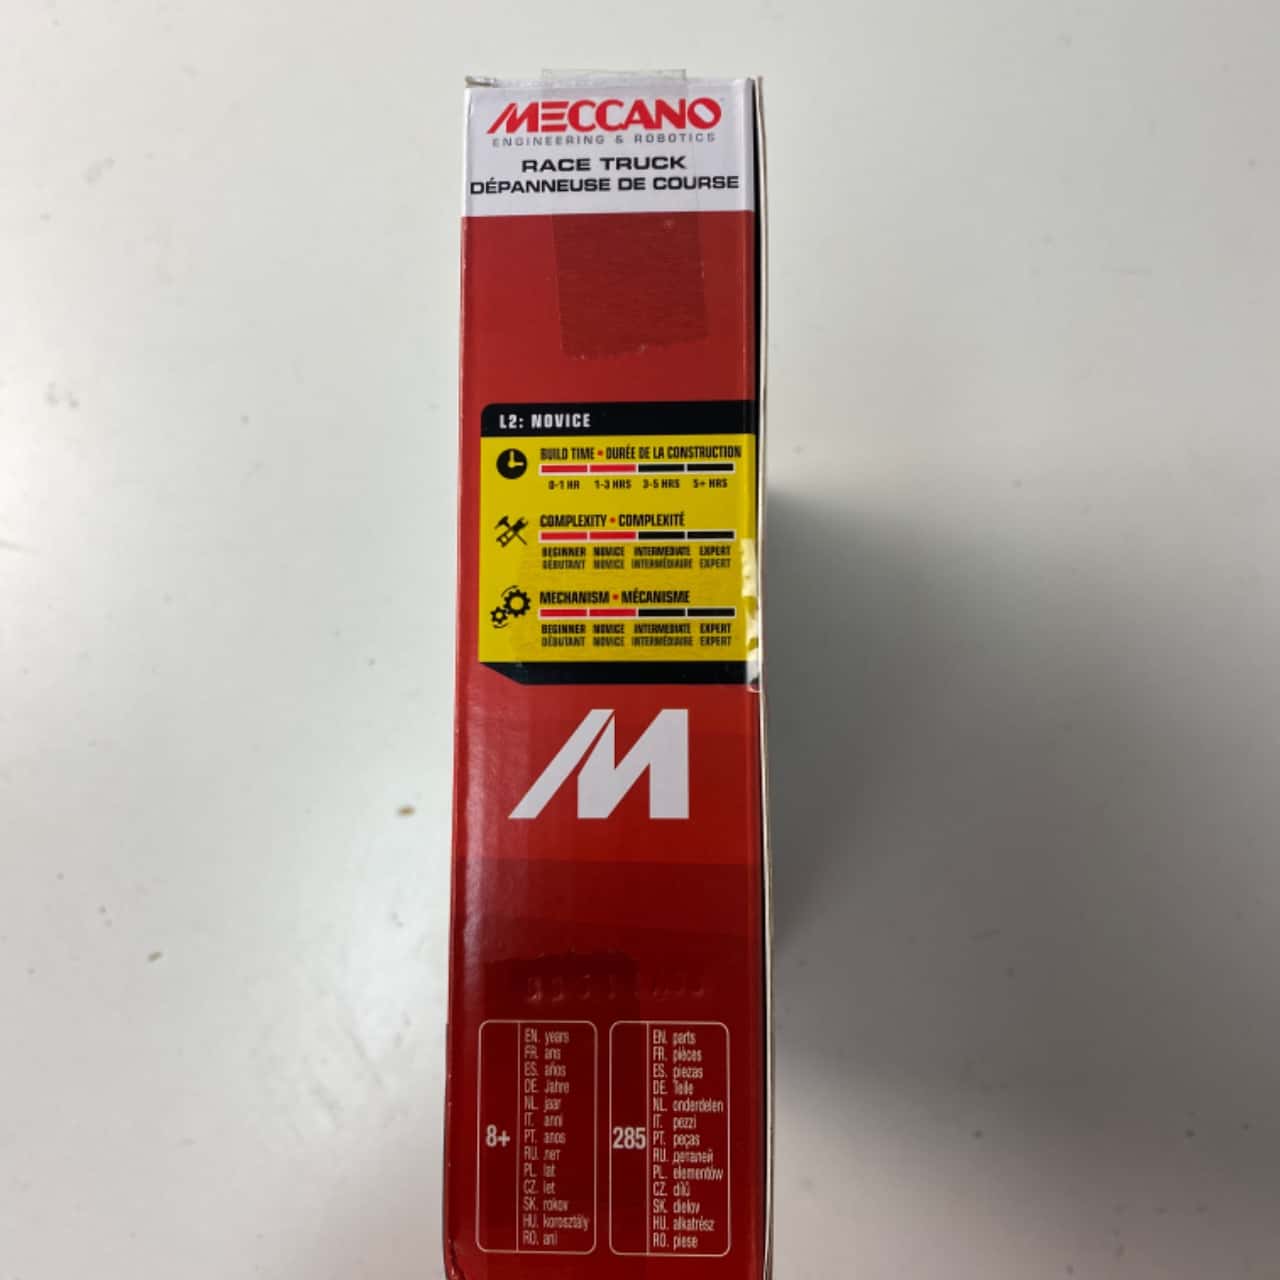 MECCANO
ENGINEERING & ROBOTICS
RACE TRUCK
DÉPANNEUSE DE COURSE
L2: NOVICE
BUILD TIME • DURÉE DE LA CONSTRUCTION
0-1 HR 1-3 HRS 3-5 HRS 5+ HRS
COMPLEXITY • COMPLEXITÉ
BEGINNER NOVICE INTERMEDIATE EXPERT
DÉBUTANT NOVICE INTERMÉDIAIRE EXPERT
MECHANISM • MÉCANISME
BEGINNER NOVICE INTERMEDIATE EXPERT
DÉBUTANT NOVICE INTERMÉDIAIRE EXPERT
M
8+
EN. years
FR. ans
ES. años
DE. Jahre
NL. jaar
IT. anni
PT. anos
RU. лет
PL. lat
CZ. let
SK. rokov
HU. korosztály
RO. ani
285
EN. parts
FR. pièces
ES. piezas
DE. Teile
NL. onderdelen
IT. pezzi
PT. peças
RU. деталей
PL. elementów
CZ. dílů
SK. dielov
HU. alkatrész
RO. piese